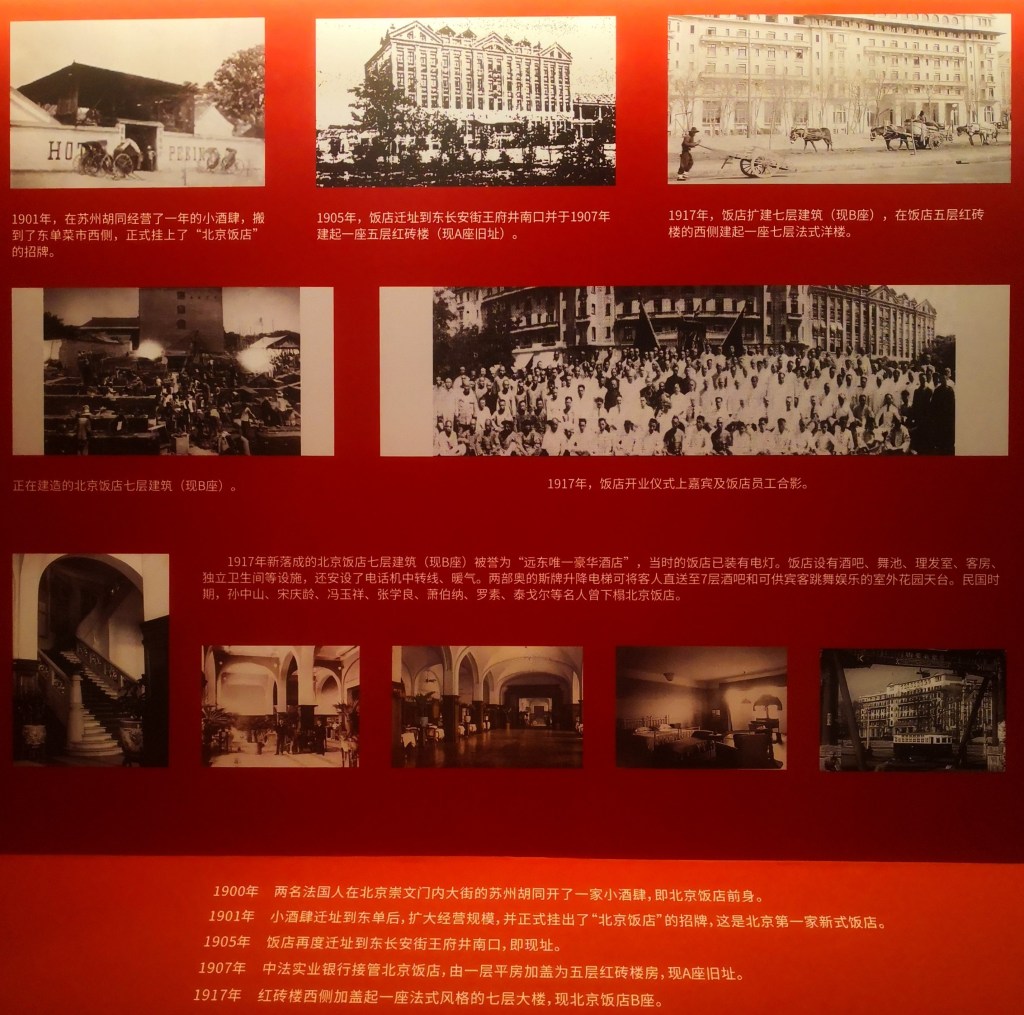 HOT
PEKIN
1901年，在苏州胡同经营了一年的小酒肆，搬
到了东单菜市西侧，正式挂上了“北京饭店”
的招牌。
1905年，饭店迁址到东长安街王府井南口并于1907年
建起一座五层红砖楼（现A座旧址）。
1917年，饭店扩建七层建筑（现B座），在饭店五层红砖
楼的西侧建起一座七层法式洋楼。
正在建造的北京饭店七层建筑（现B座）。
1917年，饭店开业仪式上嘉宾及饭店员工合影。
1917年新落成的北京饭店七层建筑（现B座）被誉为“远东唯一豪华酒店”，当时的饭店已装有电灯。饭店设有酒吧、舞池、理发室、客房、
独立卫生间等设施，还安设了电话机中转线、暖气。两部奥的斯牌升降电梯可将客人直送至7层酒吧和可供宾客跳舞娱乐的室外花园天台。民国时
期，孙中山、宋庆龄、冯玉祥、张学良、萧伯纳、罗素、泰戈尔等名人曾下榻北京饭店。
1900年 两名法国人在北京崇文门内大街的苏州胡同开了一家小酒肆，即北京饭店前身。
1901年 小酒肆迁址到东单后，扩大经营规模，并正式挂出了“北京饭店”的招牌，这是北京第一家新式饭店。
1905年 饭店再度迁址到东长安街王府井南口，即现址。
1907年 中法实业银行接管北京饭店，由一层平房加盖为五层红砖楼房，现A座旧址。
1917年 红砖楼西侧加盖起一座法式风格的七层大楼，现北京饭店B座。